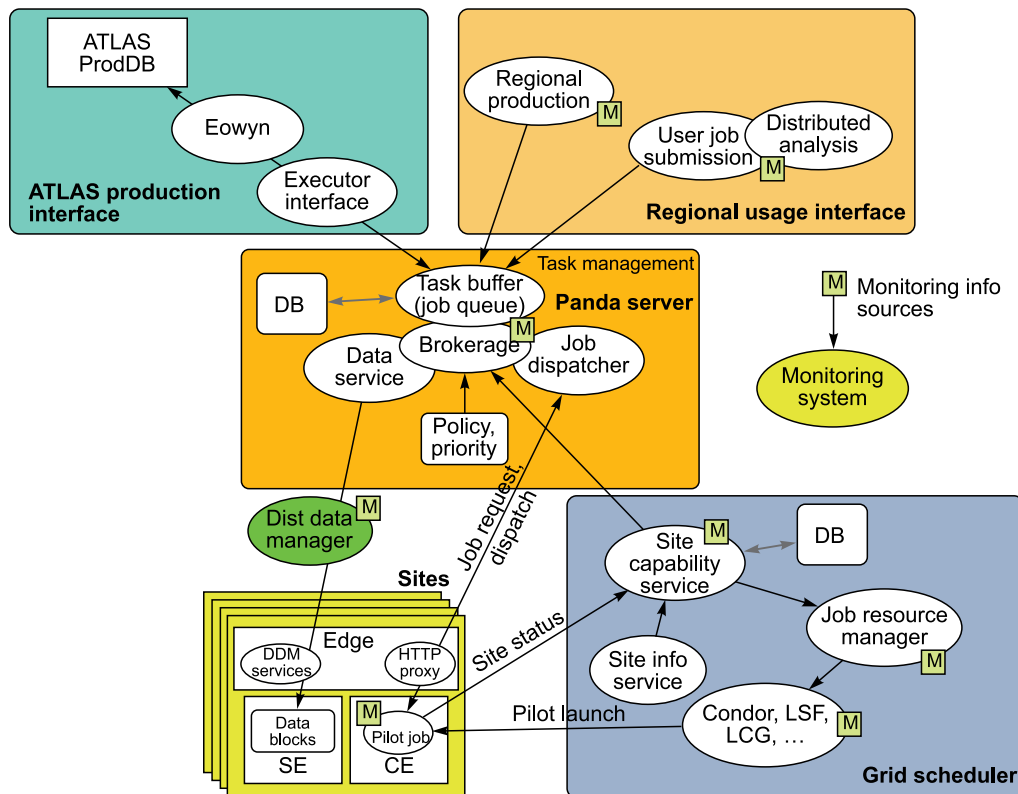 ATLAS
ProdDB
Eowyn
Executor
interface
ATLAS production
interface
Regional
production
M
User job
submission
M
Distributed
analysis
Regional usage interface
Task management
Panda server
Task buffer
(job queue)
DB
M
Brokerage
Data
service
Job
dispatcher
Policy,
priority
M
Monitoring info
sources
Monitoring
system
Job request,
dispatch
M
Dist data
manager
Sites
Edge
DDM
services
HTTP
proxy
Data
blocks
SE
M
Pilot job
CE
Site status
Pilot launch
M
Site
capability
service
DB
Job resource
manager
M
Site info
service
Condor, LSF,
LCG, …
M
Grid scheduler